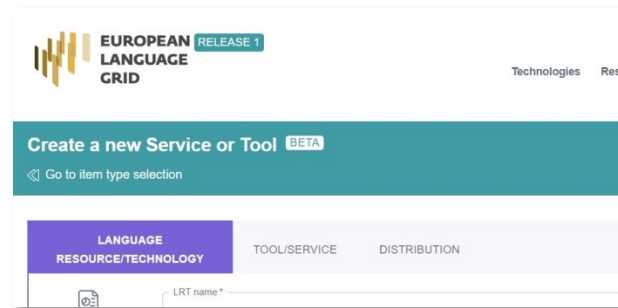 EUROPEAN RELEASE 1
LANGUAGE
GRID
Technologies
Create a new Service or Tool BETA
Go to item type selection
LANGUAGE
RESOURCE/TECHNOLOGY
TOOL/SERVICE
DISTRIBUTION
LRT name *